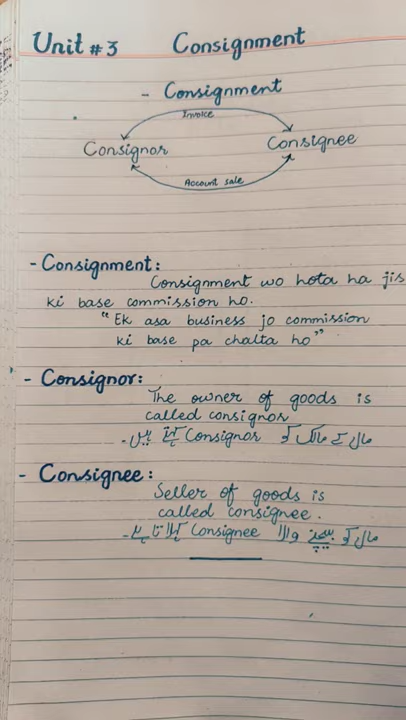 Unit # 3 Consignment
- Consignment
Invoice
Consignor Consignee
Account sale
- Consignment:
Consignment wo hota ha jis
ki base commission ho.
"Ek asa business jo commission
ki base pa chalta ho"
- Consignor:
The owner of goods is
called consignor
مال کے مالک کو Consignor کہتے ہیں۔
- Consignee:
Seller of goods is
called consignee.
مال کو بیچنے والا Consignee کہلاتا ہے۔